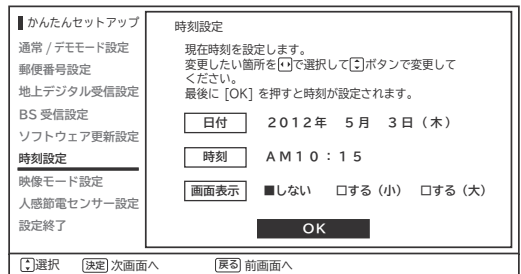 かんたんセットアップ
通常 / デモモード設定
郵便番号設定
地上デジタル受信設定
BS 受信設定
ソフトウェア更新設定
時刻設定
映像モード設定
人感節電センサー設定
設定終了
時刻設定
現在時刻を設定します。
変更したい箇所をで選択してボタンで変更して
ください。
最後に [OK] を押すと時刻が設定されます。
日付 2012年 5月 3日（木）
時刻 AM10：15
画面表示 ■しない □する（小） □する（大）
OK
選択 決定 次画面へ 戻る 前画面へ